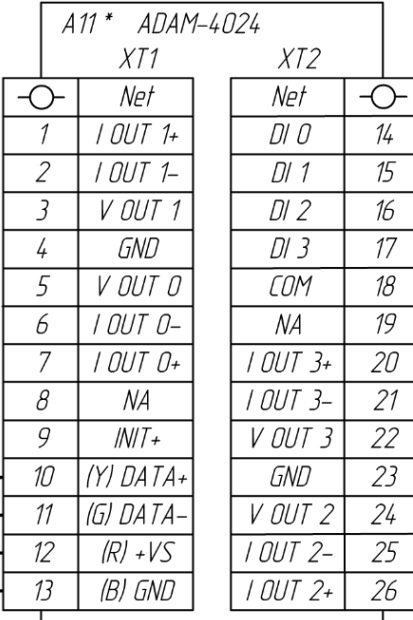 A11 * ADAM-4024
XT1 XT2
Net Net
1 I OUT 1+ DI 0 14
2 I OUT 1- DI 1 15
3 V OUT 1 DI 2 16
4 GND DI 3 17
5 V OUT 0 COM 18
6 I OUT 0- NA 19
7 I OUT 0+ I OUT 3+ 20
8 NA I OUT 3- 21
9 INIT+ V OUT 3 22
10 (Y) DATA+ GND 23
11 (G) DATA- V OUT 2 24
12 (R) +VS I OUT 2- 25
13 (B) GND I OUT 2+ 26